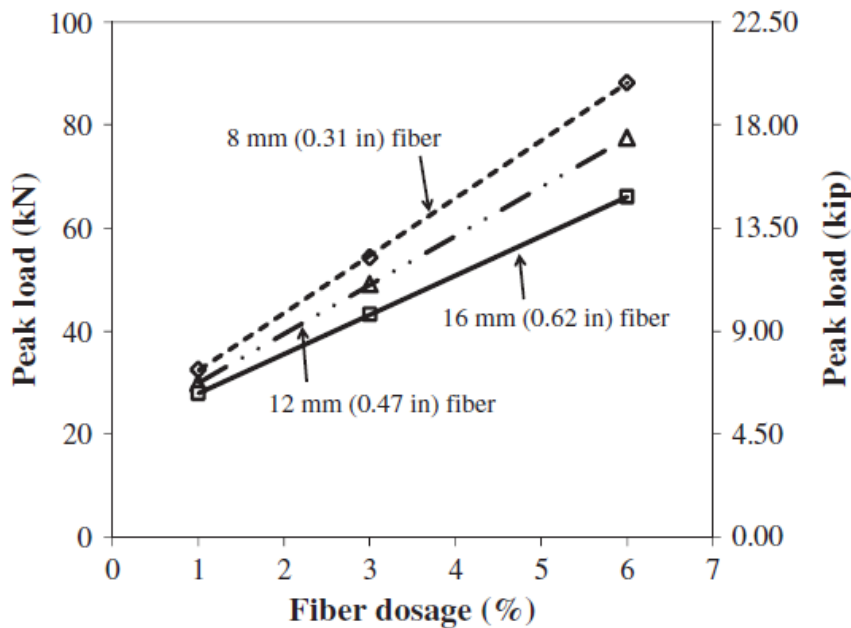 100
80
60
40
20
0
Peak load (kN)
22.50
18.00
13.50
9.00
4.50
0.00
Peak load (kip)
8 mm (0.31 in) fiber
16 mm (0.62 in) fiber
12 mm (0.47 in) fiber
0 1 2 3 4 5 6 7
Fiber dosage (%)